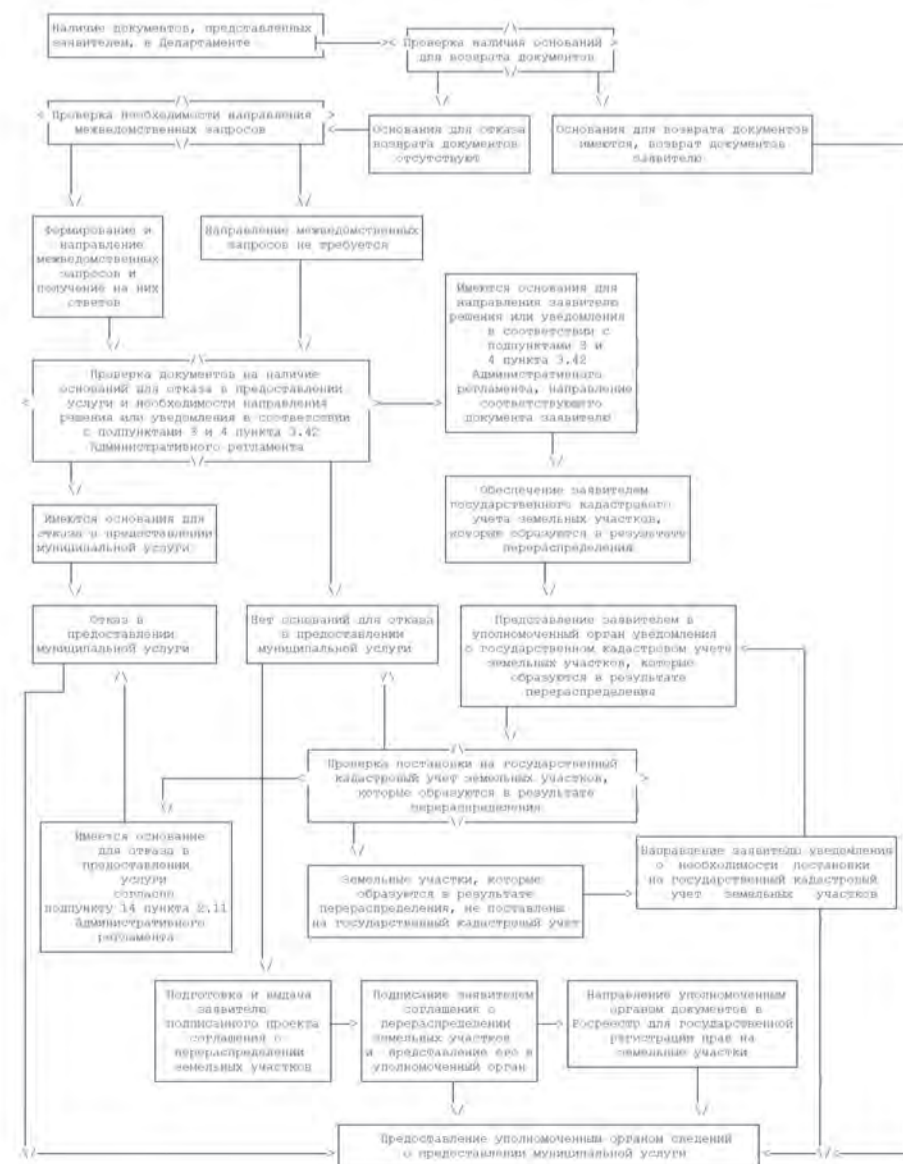 Наличие документов, представленных
заявителем, в Департаменте
Проверка наличия оснований
для возврата документов
Проверка необходимости направления
межведомственных запросов
Основания для отказа
возврата документов
отсутствуют
Основания для возврата документов
имеются, возврат документов
заявителю
Формирование и
направление
межведомственных
запросов и
получение на них
ответов
Направление межведомственных
запросов не требуется
Имеются основания для
направления заявителю
решения или уведомления
в соответствии с
подпунктами 3 и
4 пункта 3.42
Административного
регламента, направление
соответствующего
документа заявителю
Проверка документов на наличие
оснований для отказа в предоставлении
услуги и необходимости направления
решения или уведомления в соответствии
с подпунктами 3 и 4 пункта 3.42
Административного регламента
Обеспечение заявителем
государственного кадастрового
учета земельных участков,
которые образуются в результате
перераспределения
Имеются основания для
отказа в предоставлении
муниципальной услуги
Отказ в
предоставлении
муниципальной услуги
Нет оснований для отказа
в предоставлении
муниципальной услуги
Представление заявителем в
уполномоченный орган уведомления
о государственном кадастровом учете
земельных участков, которые
образуются в результате
перераспределения
Проверка постановки на государственный
кадастровый учет земельных участков,
которые образуются в результате
перераспределения
Имеется основание
для отказа в
предоставлении
услуги
согласно
подпункту 14 пункта 2.11
Административного
регламента
Земельные участки, которые
образуются в результате
перераспределения, не поставлены
на государственный кадастровый учет
Направление заявителю уведомления
о необходимости постановки
на государственный кадастровый
учет земельных участков
Подготовка и выдача
заявителю
подписанного проекта
соглашения о
перераспределении
земельных участков
Подписание заявителем
соглашения о
перераспределении
земельных участков
и представление его в
уполномоченный орган
Направление уполномоченным
органом документов в
Росреестр для государственной
регистрации прав на
земельные участки
Предоставление уполномоченным органом сведений
о предоставлении муниципальной услуги